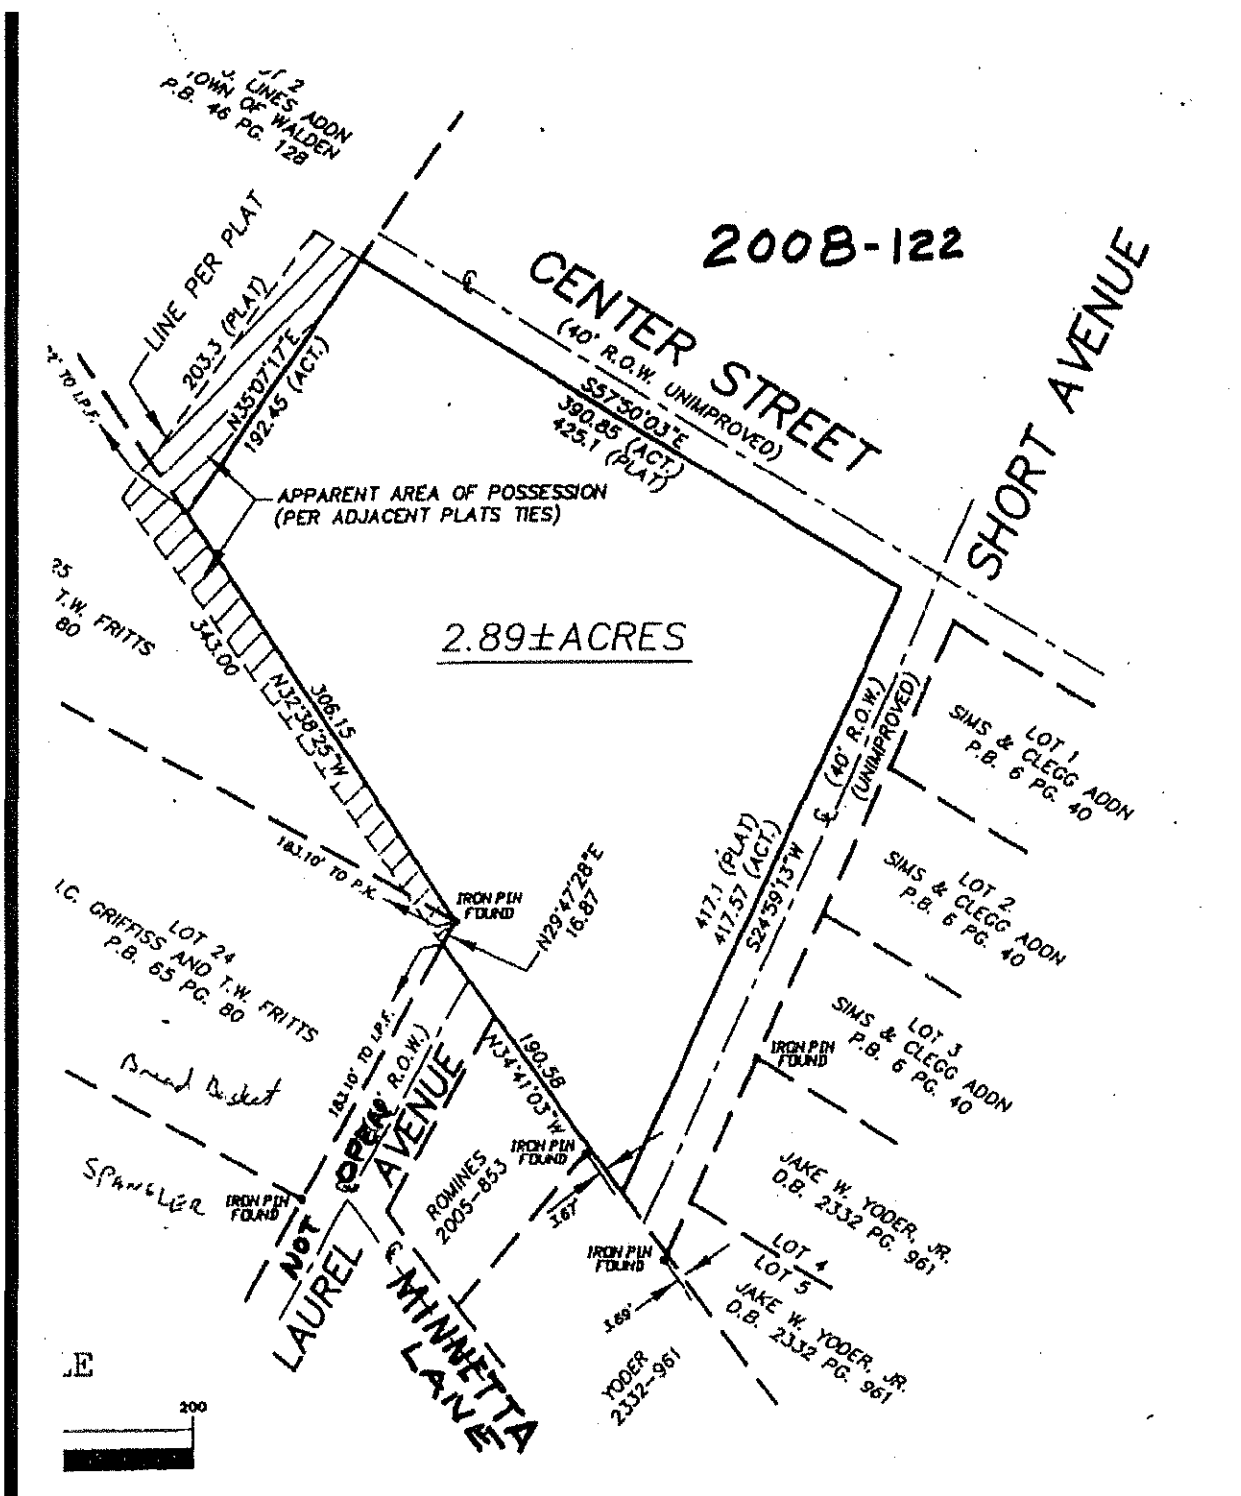 LINES ADDN
TOWN OF WALDEN
P.B. 46 PG. 128
2008-122
LINE PER PLAT
203.3 (PLAT)
N35°07'17"E
192.45 (ACT.)
TO I.P.F.
CENTER STREET
(40' R.O.W. UNIMPROVED)
S57°50'03"E
390.85 (ACT.)
425.1 (PLAT)
SHORT AVENUE
APPARENT AREA OF POSSESSION
(PER ADJACENT PLATS TIES)
T.W. FRITTS
80
343.00
N32°38'25"W
306.15
2.89±ACRES
(40' R.O.W.)
(UNIMPROVED)
417.1 (PLAT)
417.57 (ACT.)
S24°59'13"W
LOT 1
SIMS & CLEGG ADDN
P.B. 6 PG. 40
LOT 2
SIMS & CLEGG ADDN
P.B. 6 PG. 40
LOT 3
SIMS & CLEGG ADDN
P.B. 6 PG. 40
183.10' TO P.K.
IRON PIN
FOUND
N29°47'28"E
16.87
LOT 24
I.C. GRIFFISS AND T.W. FRITTS
P.B. 65 PG. 80
183.10' TO I.P.F.
Bread Basket
SPANGLER
IRON PIN
FOUND
NOT OPEN
R.O.W.)
LAUREL AVENUE
190.58
N34°41'03"W
IRON PIN
FOUND
ROMINES
2005-853
3.67'
IRON PIN
FOUND
IRON PIN
FOUND
JAKE W. YODER, JR.
D.B. 2332 PG. 961
LOT 4
LOT 5
JAKE W. YODER, JR.
D.B. 2332 PG. 961
3.69'
YODER
2332-961
MINNETTA
LANE
LE
200